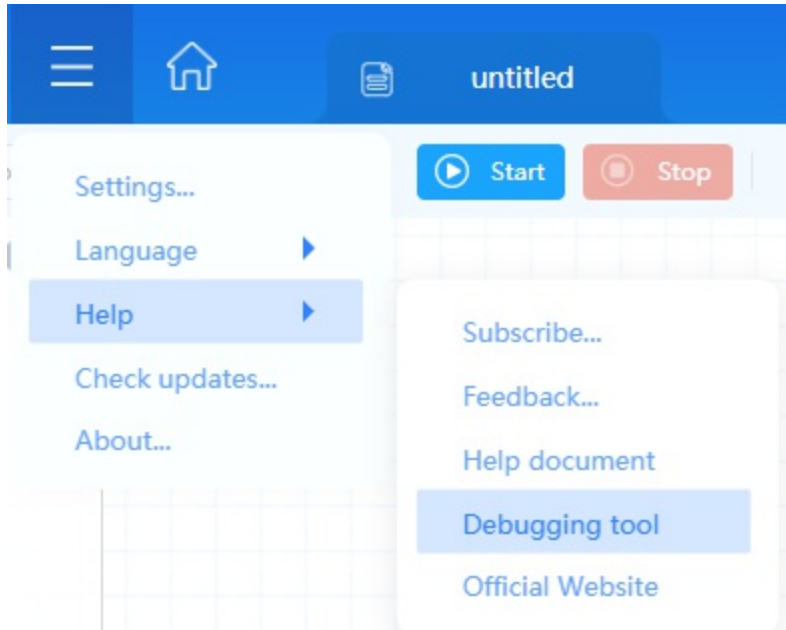 untitled
Start
Stop
Settings...
Language
Help
Check updates...
About...
Subscribe...
Feedback...
Help document
Debugging tool
Official Website